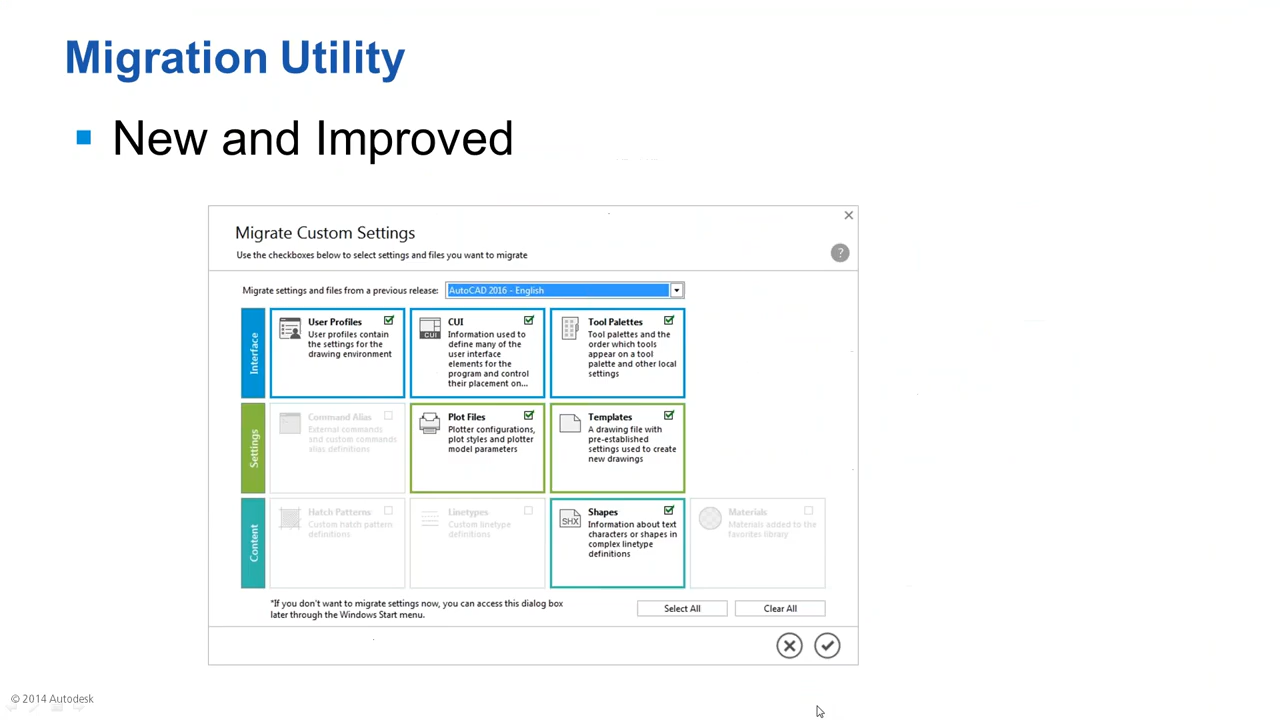 Migration Utility
New and Improved
Migrate Custom Settings
Use the checkboxes below to select settings and files you want to migrate
Migrate settings and files from a previous release: AutoCAD 2016 - English
Interface
User Profiles
User profiles contain
the settings for the
drawing environment
CUI
Information used to
define many of the
user interface
elements for the
program and control
their placement on...
Tool Palettes
Tool palettes and the
order which tools
appear on a tool
palette and other local
settings
Settings
Command Alias
External commands
and custom commands
alias definitions
Plot Files
Plotter configurations,
plot styles and plotter
model parameters
Templates
A drawing file with
pre-established
settings used to create
new drawings
Content
Hatch Patterns
Custom hatch pattern
definitions
Linetypes
Custom linetype
definitions
SHX
Shapes
Information about text
characters or shapes in
complex linetype
definitions
Materials
Materials added to the
favorites library
*If you don't want to migrate settings now, you can access this dialog box
later through the Windows Start menu.
Select All
Clear All
© 2014 Autodesk